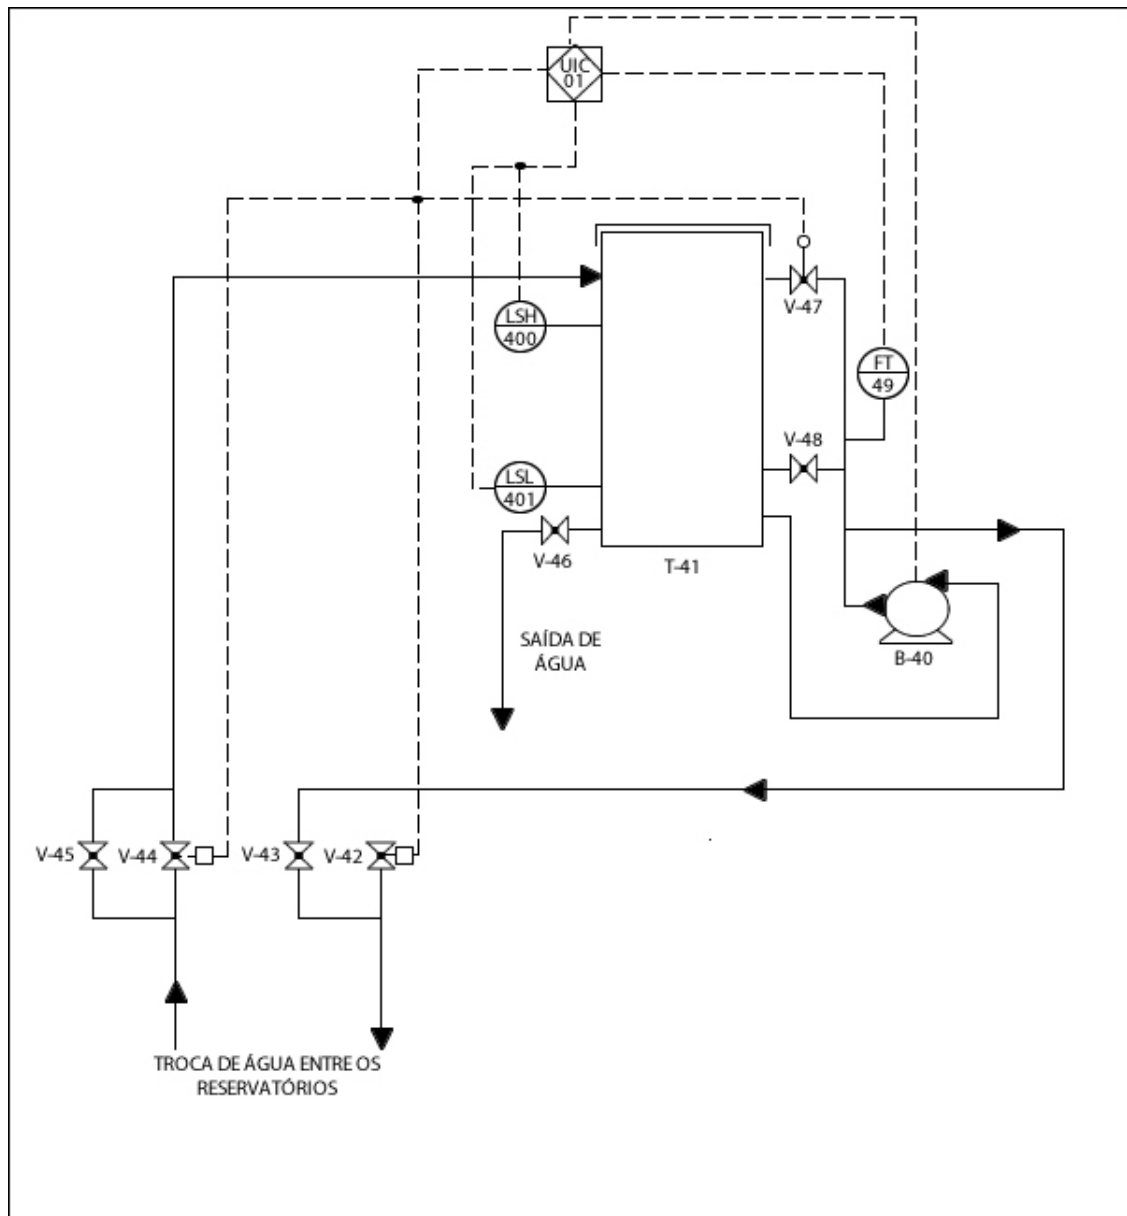 UIC
01
V-47
LSH
400
FT
49
V-48
LSL
401
V-46
T-41
SAÍDA DE
ÁGUA
B-40
V-45
V-44
V-43
V-42
TROCA DE ÁGUA ENTRE OS
RESERVATÓRIOS